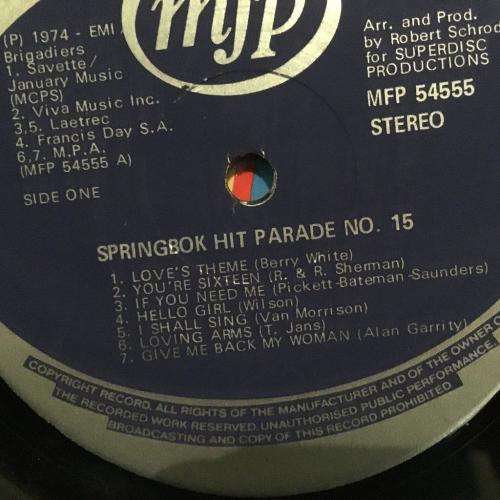 mfp
(P) 1974 - EMI
Brigadiers
1. Savette/
January Music
(MCPS)
2. Viva Music Inc.
3,5. Laetrec
4. Francis Day S.A.
6,7. M.P.A.
(MFP 54555 A)
SIDE ONE
Arr. and Prod.
by Robert Schrod
for SUPERDISC
PRODUCTIONS
MFP 54555
STEREO
SPRINGBOK HIT PARADE NO. 15
1. LOVE'S THEME (Berry White)
2. YOU'RE SIXTEEN (R. & R. Sherman)
3. IF YOU NEED ME (Pickett-Bateman-Saunders)
4. HELLO GIRL (Wilson)
5. I SHALL SING (Van Morrison)
6. LOVING ARMS (T. Jans)
7. GIVE ME BACK MY WOMAN (Alan Garrity)
COPYRIGHT RECORD. ALL RIGHTS OF THE MANUFACTURER AND OF THE OWNER O
THE RECORDED WORK RESERVED. UNAUTHORISED PUBLIC PERFORMANCE,
BROADCASTING AND COPY OF THIS RECORD PROHIBITED